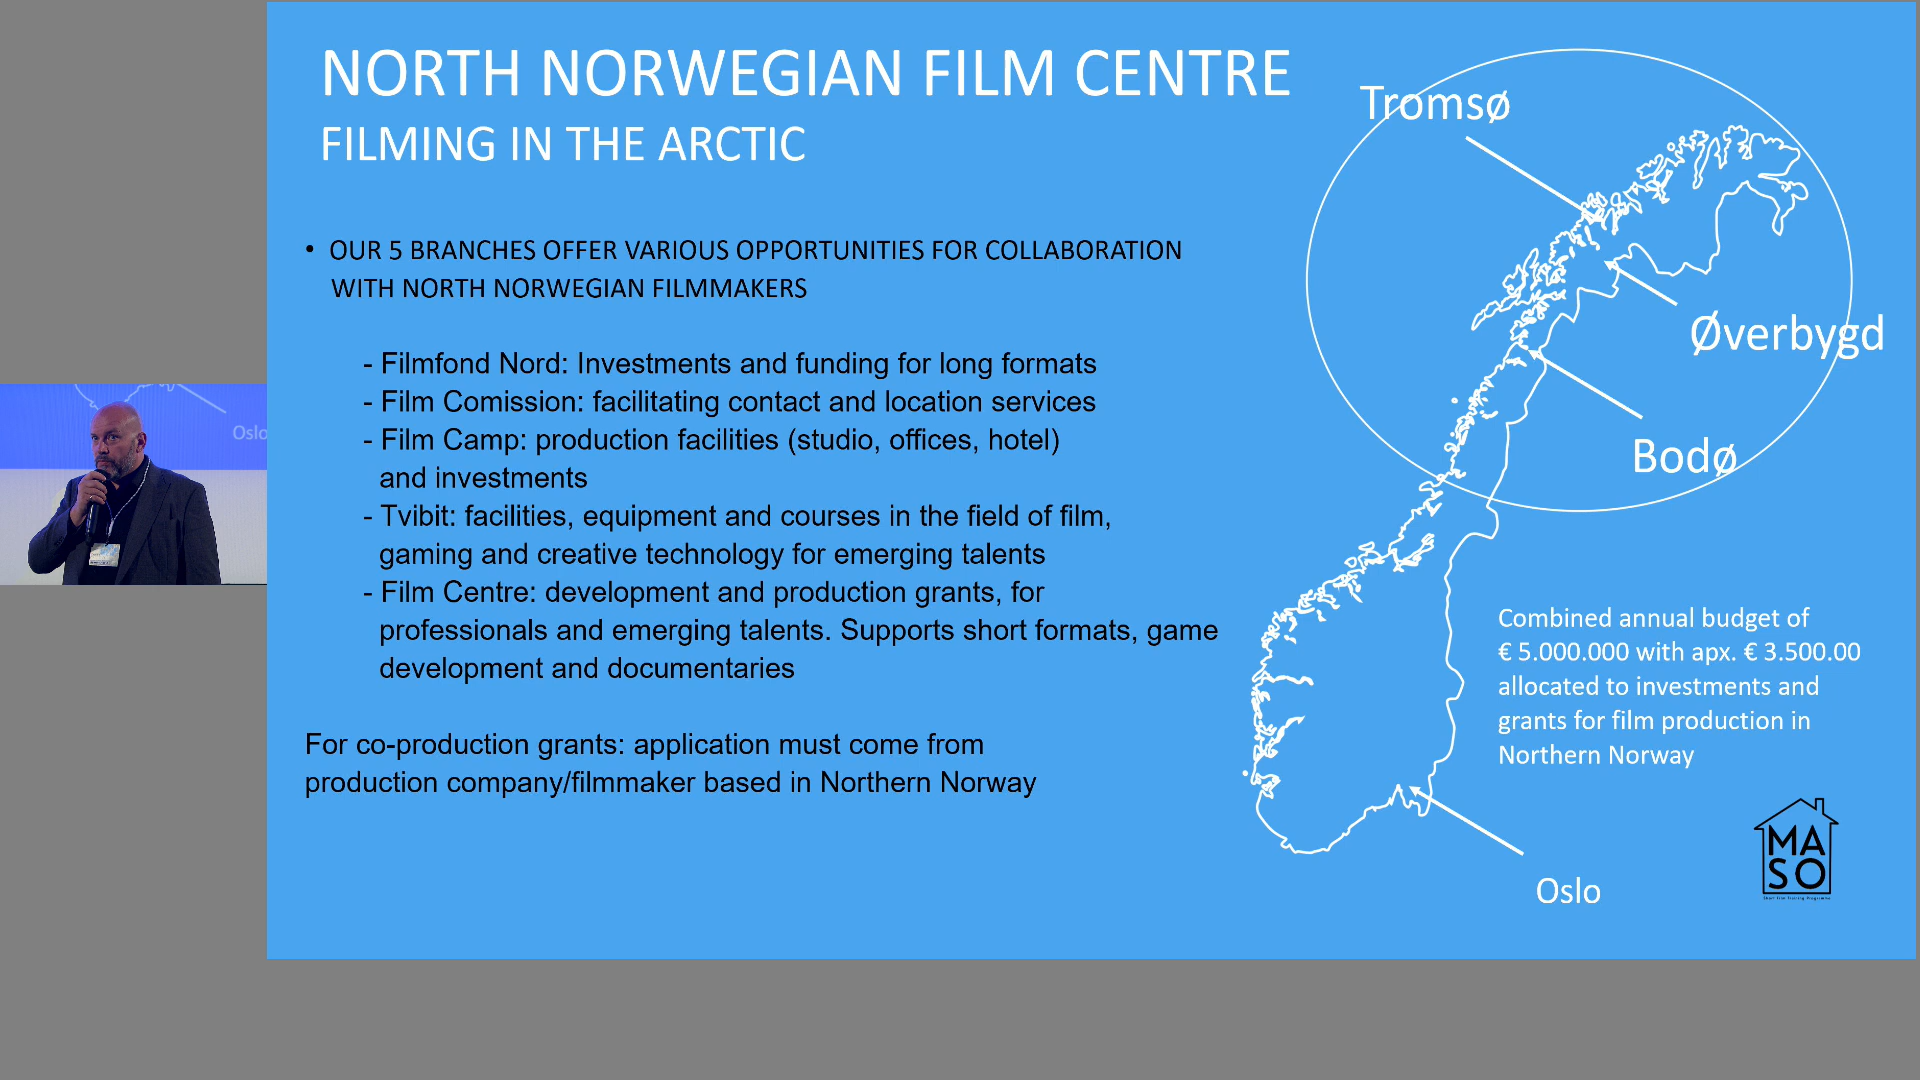 NORTH NORWEGIAN FILM CENTRE
FILMING IN THE ARCTIC
• OUR 5 BRANCHES OFFER VARIOUS OPPORTUNITIES FOR COLLABORATION
WITH NORTH NORWEGIAN FILMMAKERS
- Filmfond Nord: Investments and funding for long formats
- Film Comission: facilitating contact and location services
- Film Camp: production facilities (studio, offices, hotel)
and investments
- Tvibit: facilities, equipment and courses in the field of film,
gaming and creative technology for emerging talents
- Film Centre: development and production grants, for
professionals and emerging talents. Supports short formats, game
development and documentaries
For co-production grants: application must come from
production company/filmmaker based in Northern Norway
Tromsø
Øverbygd
Bodø
Combined annual budget of
€ 5.000.000 with apx. € 3.500.00
allocated to investments and
grants for film production in
Northern Norway
Oslo
MA
SO
Short Film Training Programme
Oslo